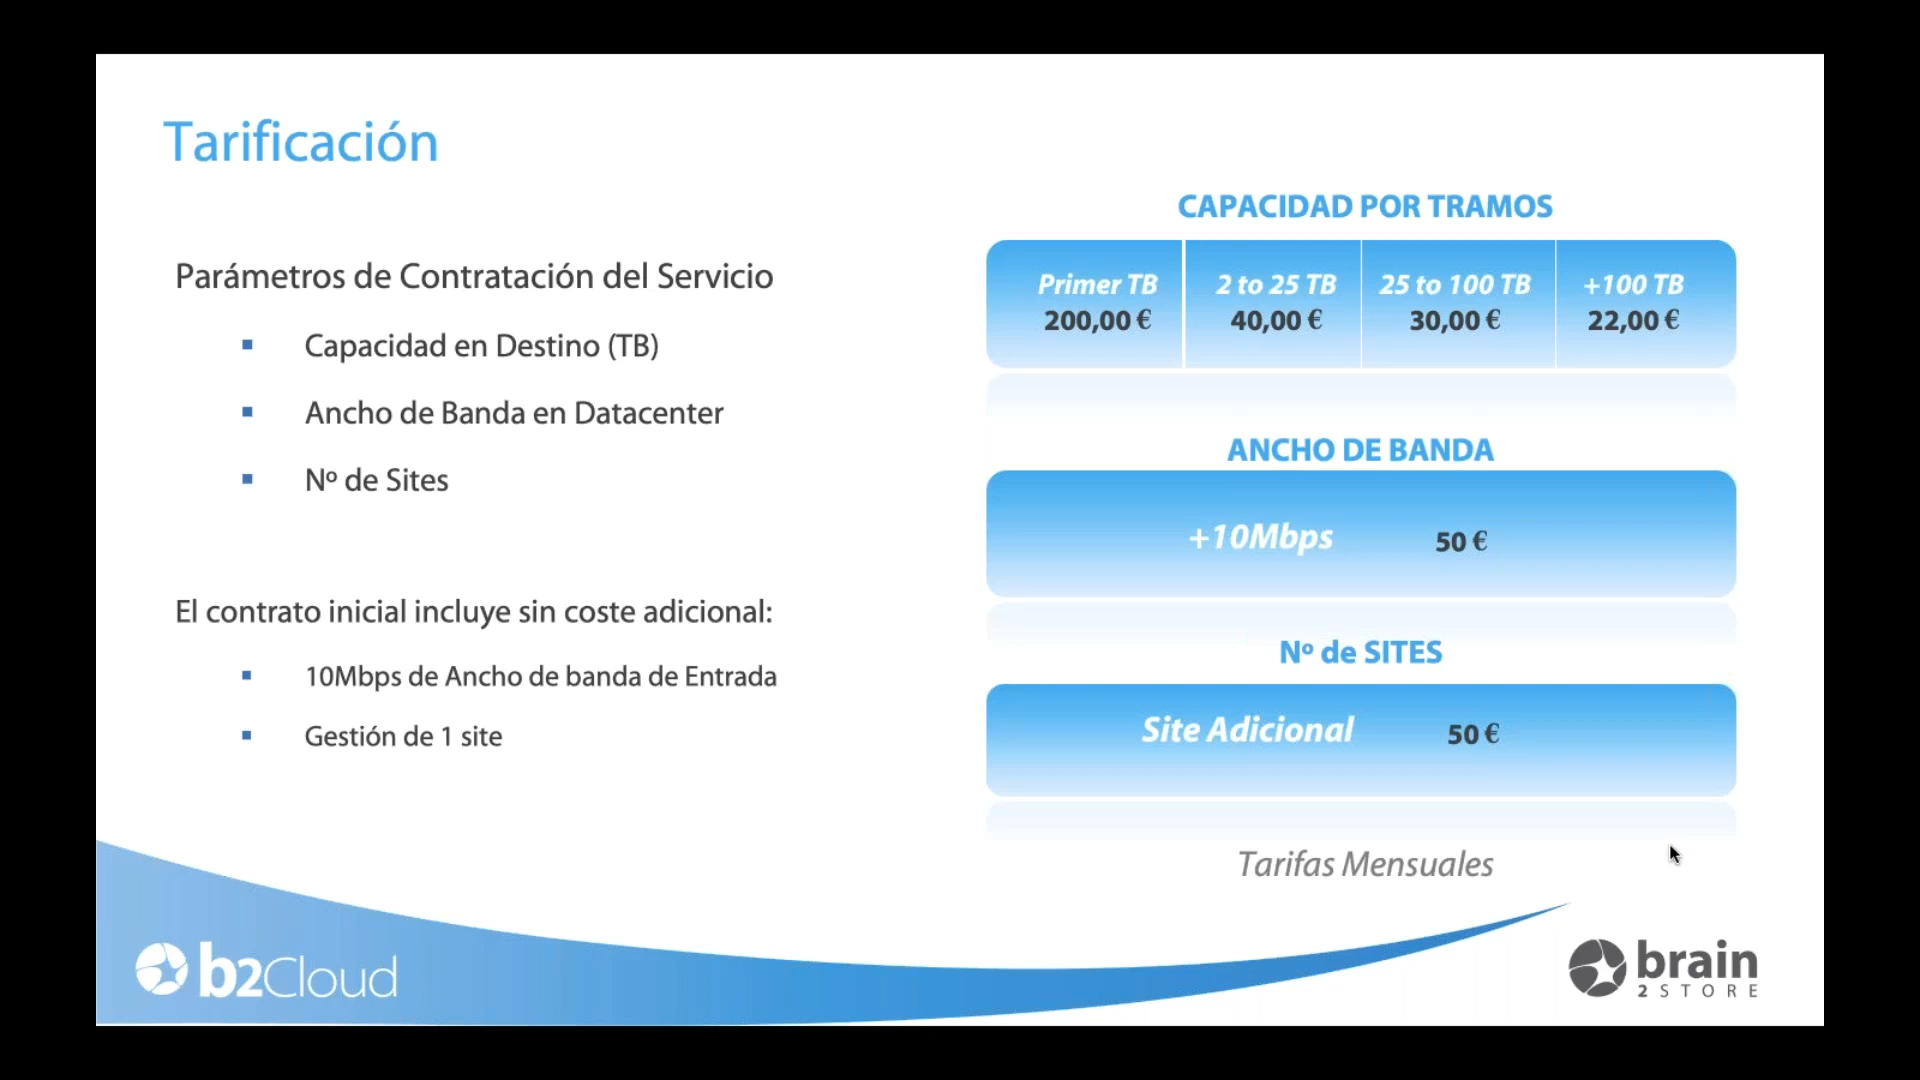 Tarificación
Parámetros de Contratación del Servicio
▪ Capacidad en Destino (TB)
▪ Ancho de Banda en Datacenter
▪ Nº de Sites
El contrato inicial incluye sin coste adicional:
▪ 10Mbps de Ancho de banda de Entrada
▪ Gestión de 1 site
CAPACIDAD POR TRAMOS
Primer TB 2 to 25 TB 25 to 100 TB +100 TB
200,00 € 40,00 € 30,00 € 22,00 €
ANCHO DE BANDA
+10Mbps 50 €
Nº de SITES
Site Adicional 50 €
Tarifas Mensuales
b2Cloud
brain
2 STORE